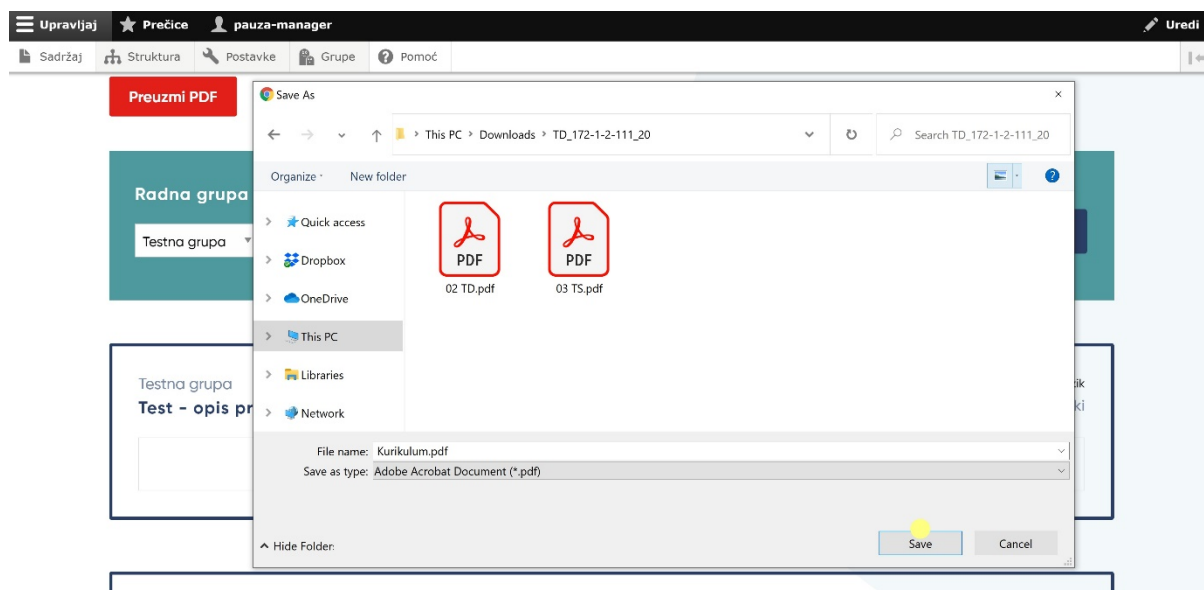 Upravljaj Prečice pauza-manager Uredi
Sadržaj Struktura Postavke Grupe Pomoć
Preuzmi PDF
Save As
This PC > Downloads > TD_172-1-2-111_20 Search TD_172-1-2-111_20
Organize New folder
Radna grupa
Testna grupa
Quick access
Dropbox
OneDrive
This PC
Libraries
Network
PDF PDF
02 TD.pdf 03 TS.pdf
Testna grupa
Test - opis pr
ik
ki
File name: Kurikulum.pdf
Save as type: Adobe Acrobat Document (*.pdf)
Hide Folder:
Save Cancel